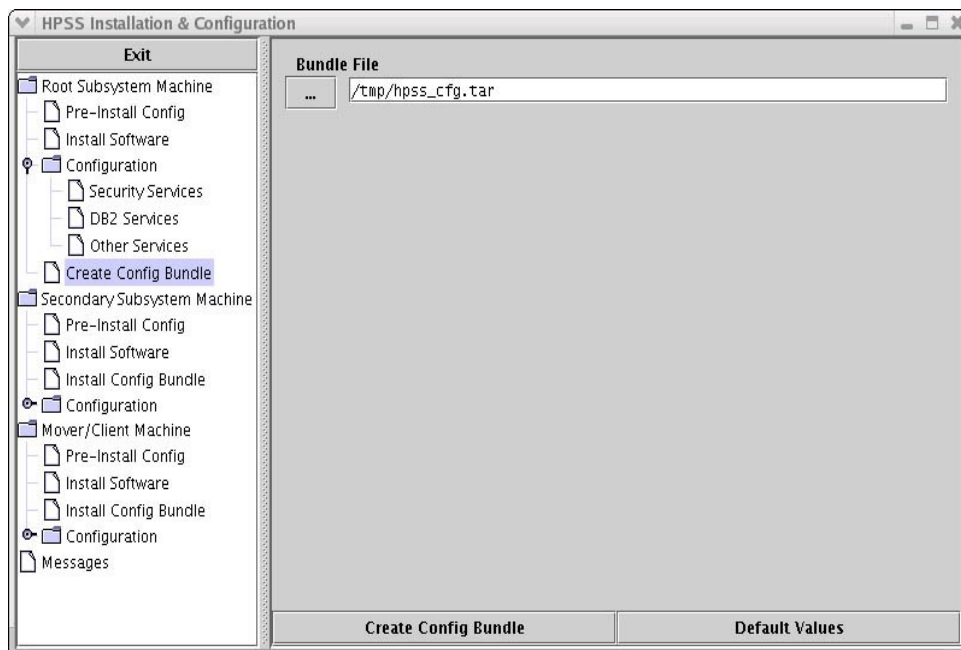 HPSS Installation & Configuration
Exit
Root Subsystem Machine
Pre-Install Config
Install Software
Configuration
Security Services
DB2 Services
Other Services
Create Config Bundle
Secondary Subsystem Machine
Pre-Install Config
Install Software
Install Config Bundle
Configuration
Mover/Client Machine
Pre-Install Config
Install Software
Install Config Bundle
Configuration
Messages
Bundle File
... /tmp/hpss_cfg.tar
Create Config Bundle Default Values